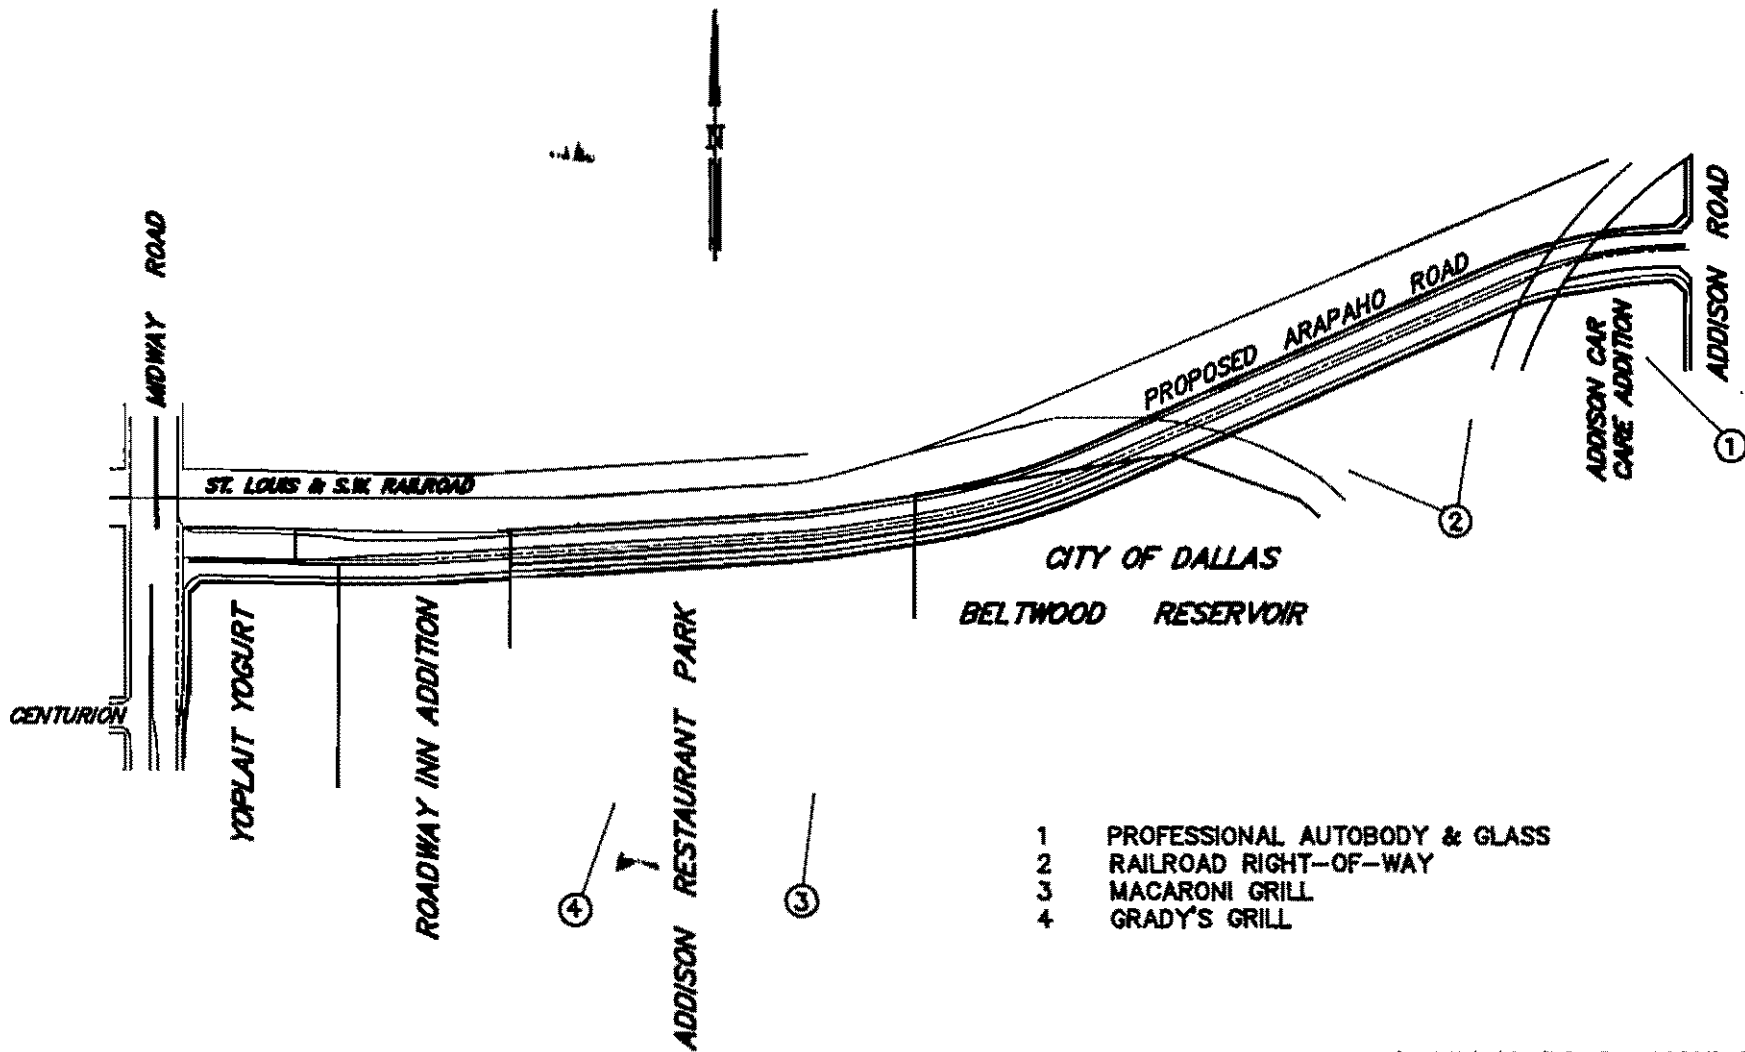 N
MIDWAY ROAD
ADDISON ROAD
PROPOSED ARAPAHO ROAD
ADDISON CAR
CARE ADDITION
1
ST. LOUIS & S.W. RAILROAD
2
CITY OF DALLAS
BELTWOOD RESERVOIR
CENTURION
YOPLAIT YOGURT
ROADWAY INN ADDITION
ADDISON RESTAURANT PARK
4
3
1 PROFESSIONAL AUTOBODY & GLASS
2 RAILROAD RIGHT-OF-WAY
3 MACARONI GRILL
4 GRADY'S GRILL